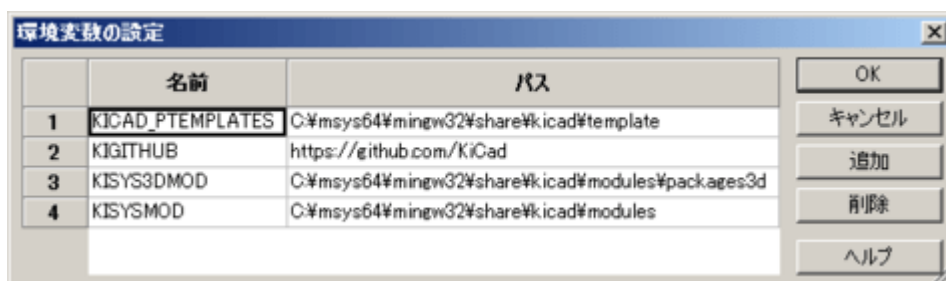 環境変数の設定
名前 パス OK
1 KICAD_PTEMPLATES C:¥msys64¥mingw32¥share¥kicad¥template キャンセル
2 KIGITHUB https://github.com/KiCad 追加
3 KISYS3DMOD C:¥msys64¥mingw32¥share¥kicad¥modules¥packages3d
4 KISYSMOD C:¥msys64¥mingw32¥share¥kicad¥modules 削除
ヘルプ